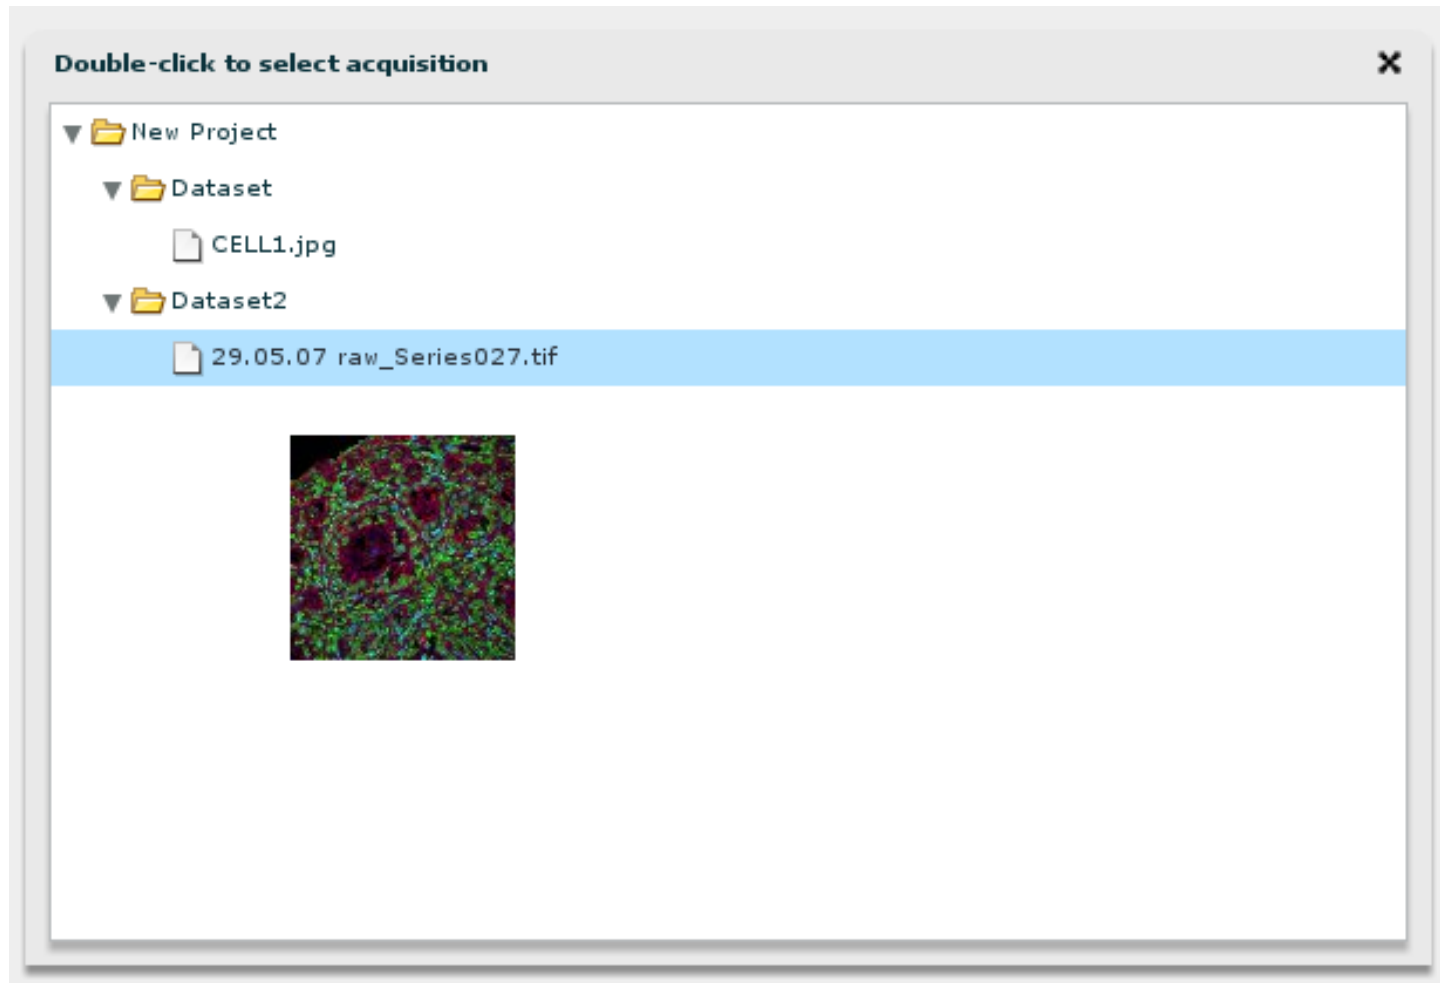 Double-click to select acquisition
New Project
Dataset
CELL1.jpg
Dataset2
29.05.07 raw_Series027.tif